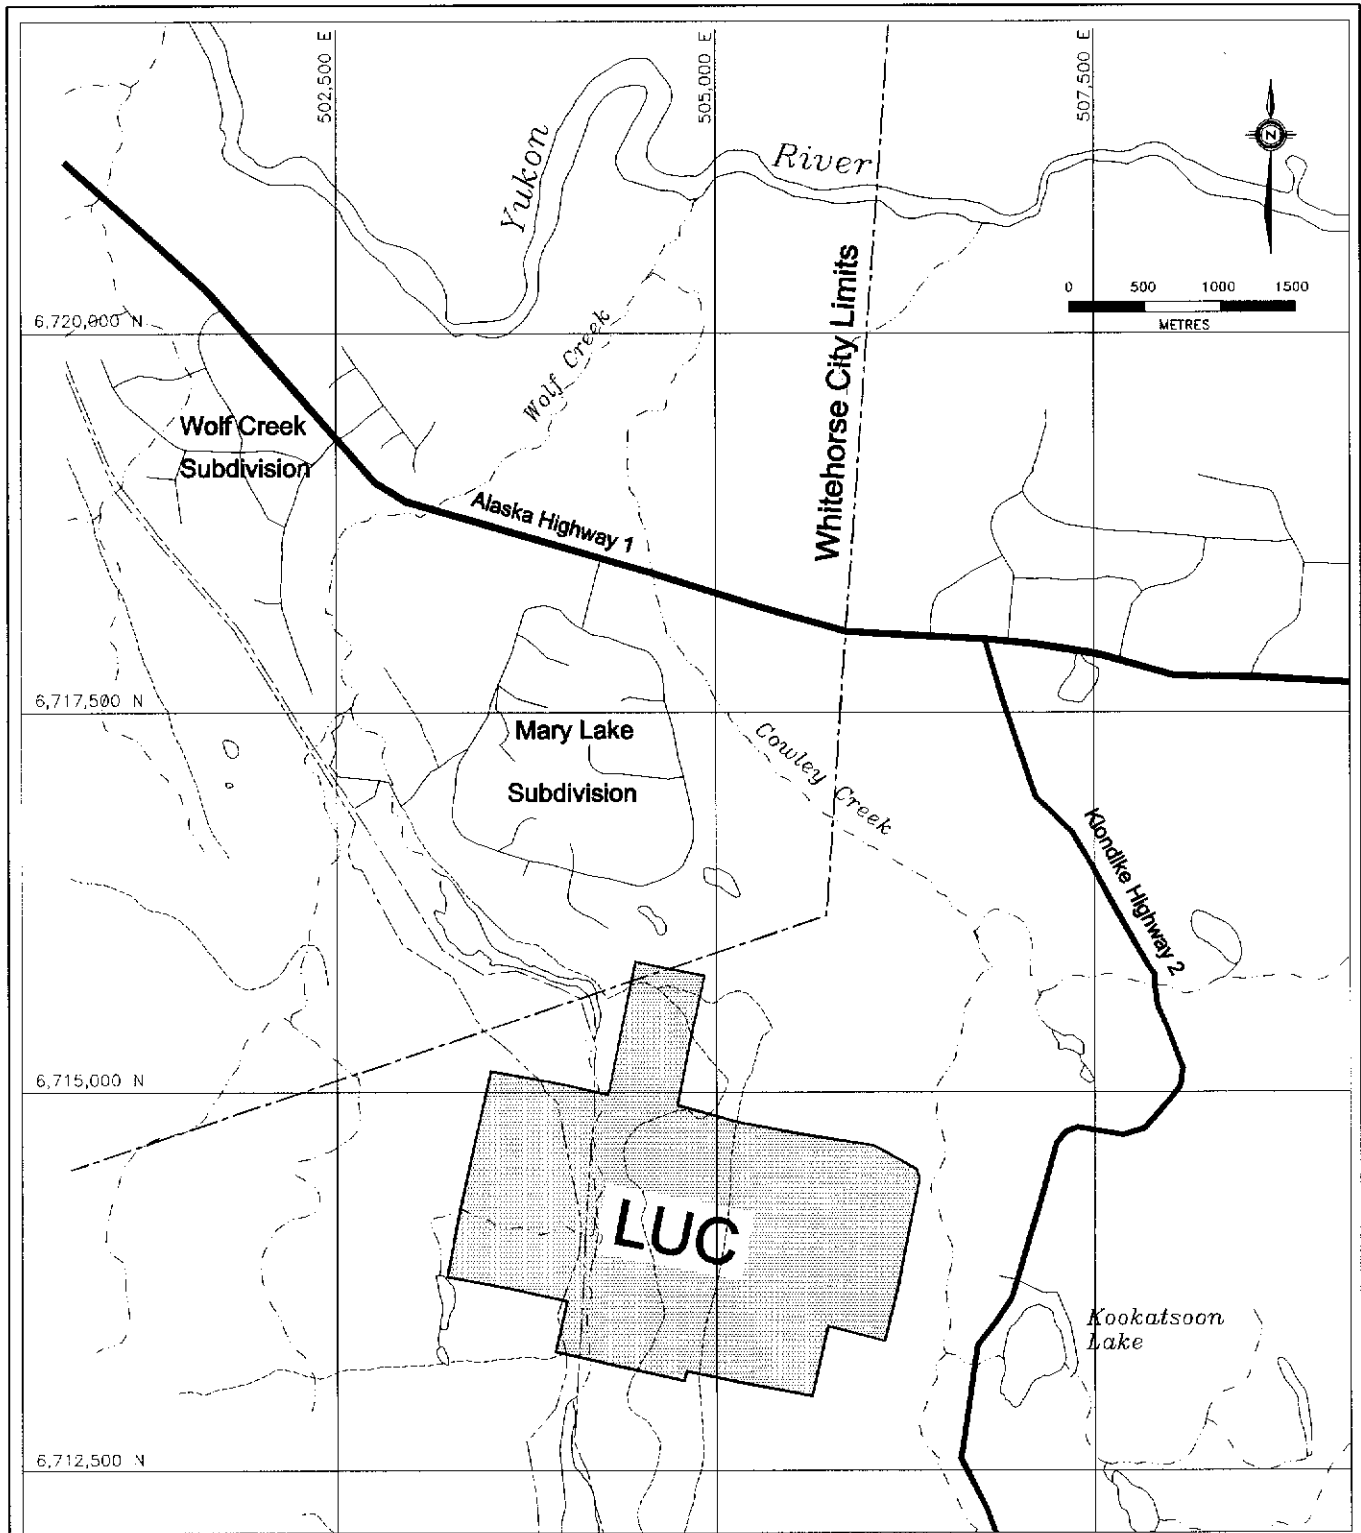 502,500 E
505,000 E
507,500 E
N
Yukon
River
0 500 1000 1500
METRES
6,720,000 N
Wolf Creek
Whitehorse City Limits
Wolf Creek
Subdivision
Alaska Highway 1
6,717,500 N
Mary Lake
Subdivision
Cowley Creek
Klondike Highway 2
6,715,000 N
LUC
Kookatsoon
Lake
6,712,500 N